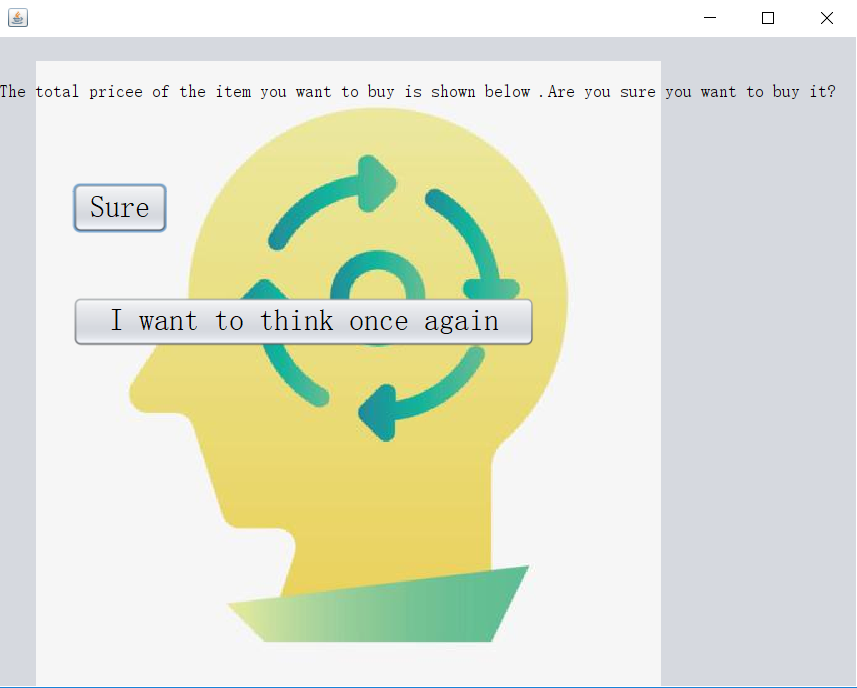 The total pricee of the item you want to buy is shown below .Are you sure you want to buy it?
Sure
I want to think once again